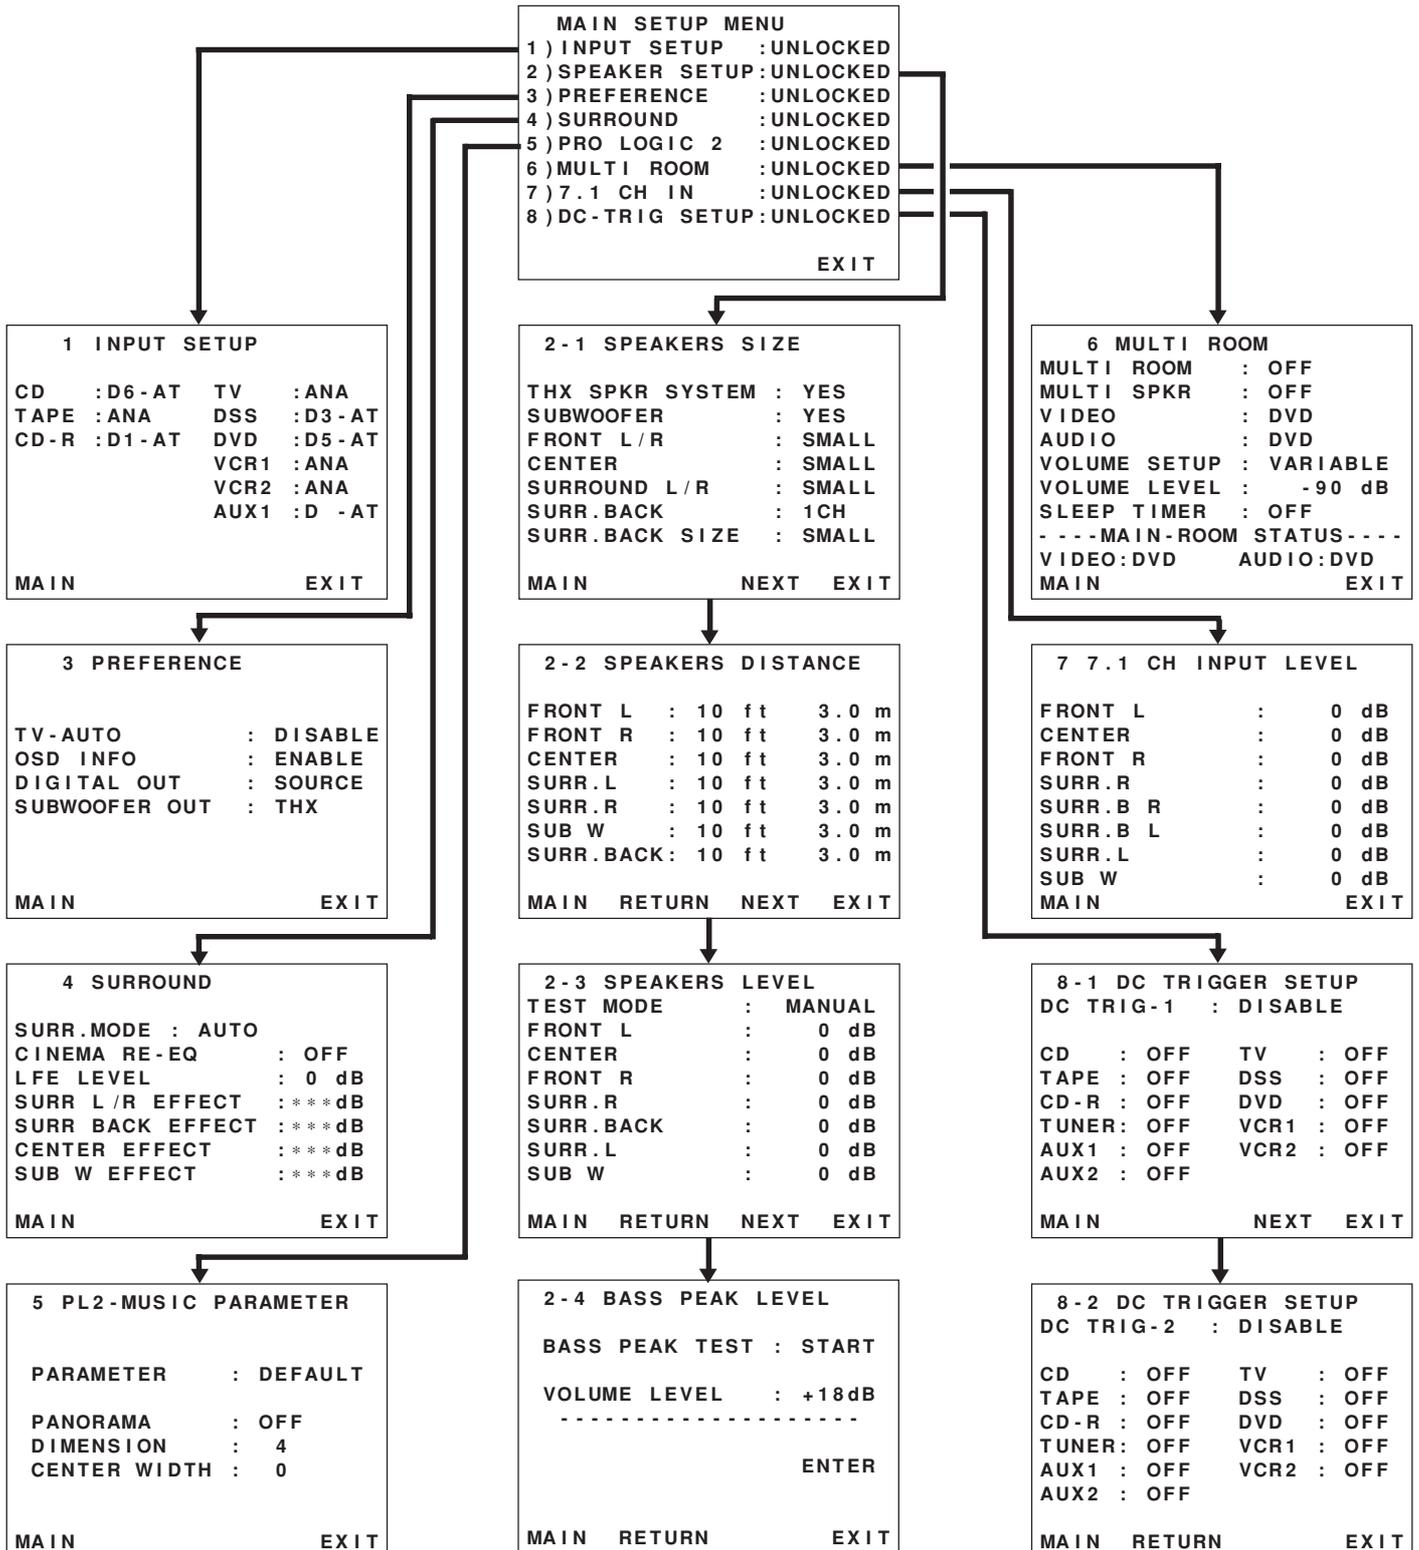 MAIN SETUP MENU
1)INPUT SETUP :UNLOCKED
2)SPEAKER SETUP:UNLOCKED
3)PREFERENCE :UNLOCKED
4)SURROUND :UNLOCKED
5)PRO LOGIC 2 :UNLOCKED
6)MULTI ROOM :UNLOCKED
7)7.1 CH IN :UNLOCKED
8)DC-TRIG SETUP:UNLOCKED
EXIT
1 INPUT SETUP
CD :D6-AT TV :ANA
TAPE :ANA DSS :D3-AT
CD-R :D1-AT DVD :D5-AT
VCR1 :ANA
VCR2 :ANA
AUX1 :D -AT
MAIN EXIT
2-1 SPEAKERS SIZE
THX SPKR SYSTEM : YES
SUBWOOFER : YES
FRONT L/R : SMALL
CENTER : SMALL
SURROUND L/R : SMALL
SURR.BACK : 1CH
SURR.BACK SIZE : SMALL
MAIN NEXT EXIT
6 MULTI ROOM
MULTI ROOM : OFF
MULTI SPKR : OFF
VIDEO : DVD
AUDIO : DVD
VOLUME SETUP : VARIABLE
VOLUME LEVEL : -90 dB
SLEEP TIMER : OFF
----MAIN-ROOM STATUS----
VIDEO:DVD AUDIO:DVD
MAIN EXIT
3 PREFERENCE
TV-AUTO : DISABLE
OSD INFO : ENABLE
DIGITAL OUT : SOURCE
SUBWOOFER OUT : THX
MAIN EXIT
2-2 SPEAKERS DISTANCE
FRONT L : 10 ft 3.0 m
FRONT R : 10 ft 3.0 m
CENTER : 10 ft 3.0 m
SURR.L : 10 ft 3.0 m
SURR.R : 10 ft 3.0 m
SUB W : 10 ft 3.0 m
SURR.BACK: 10 ft 3.0 m
MAIN RETURN NEXT EXIT
7 7.1 CH INPUT LEVEL
FRONT L : 0 dB
CENTER : 0 dB
FRONT R : 0 dB
SURR.R : 0 dB
SURR.B R : 0 dB
SURR.B L : 0 dB
SURR.L : 0 dB
SUB W : 0 dB
MAIN EXIT
4 SURROUND
SURR.MODE : AUTO
CINEMA RE-EQ : OFF
LFE LEVEL : 0 dB
SURR L/R EFFECT :***dB
SURR BACK EFFECT :***dB
CENTER EFFECT :***dB
SUB W EFFECT :***dB
MAIN EXIT
2-3 SPEAKERS LEVEL
TEST MODE : MANUAL
FRONT L : 0 dB
CENTER : 0 dB
FRONT R : 0 dB
SURR.R : 0 dB
SURR.BACK : 0 dB
SURR.L : 0 dB
SUB W : 0 dB
MAIN RETURN NEXT EXIT
8-1 DC TRIGGER SETUP
DC TRIG-1 : DISABLE
CD : OFF TV : OFF
TAPE : OFF DSS : OFF
CD-R : OFF DVD : OFF
TUNER: OFF VCR1 : OFF
AUX1 : OFF VCR2 : OFF
AUX2 : OFF
MAIN NEXT EXIT
5 PL2-MUSIC PARAMETER
PARAMETER : DEFAULT
PANORAMA : OFF
DIMENSION : 4
CENTER WIDTH : 0
MAIN EXIT
2-4 BASS PEAK LEVEL
BASS PEAK TEST : START
VOLUME LEVEL : +18dB
--------------------
ENTER
MAIN RETURN EXIT
8-2 DC TRIGGER SETUP
DC TRIG-2 : DISABLE
CD : OFF TV : OFF
TAPE : OFF DSS : OFF
CD-R : OFF DVD : OFF
TUNER: OFF VCR1 : OFF
AUX1 : OFF VCR2 : OFF
AUX2 : OFF
MAIN RETURN EXIT